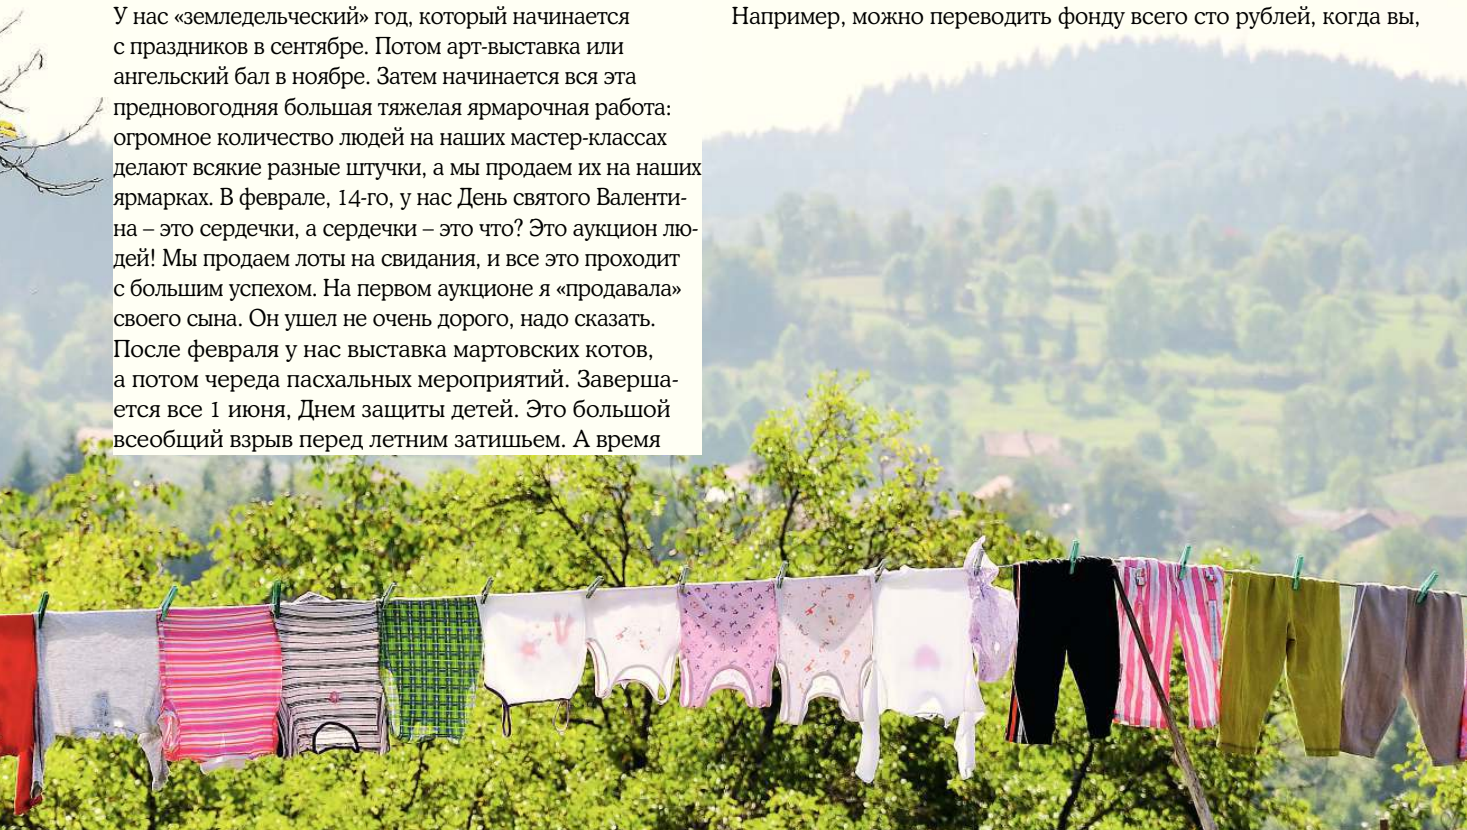 У нас «земледельческий» год, который начинается
с праздников в сентябре. Потом арт-выставка или
ангельский бал в ноябре. Затем начинается вся эта
предновогодняя большая тяжелая ярмарочная работа:
огромное количество людей на наших мастер-классах
делают всякие разные штучки, а мы продаем их на наших
ярмарках. В феврале, 14-го, у нас День святого Валенти-
на – это сердечки, а сердечки – это что? Это аукцион лю-
дей! Мы продаем лоты на свидания, и все это проходит
с большим успехом. На первом аукционе я «продавала»
своего сына. Он ушел не очень дорого, надо сказать.
После февраля у нас выставка мартовских котов,
а потом череда пасхальных мероприятий. Заверша-
ется все 1 июня, Днем защиты детей. Это большой
всеобщий взрыв перед летним затишьем. А время
Например, можно переводить фонду всего сто рублей, когда вы,